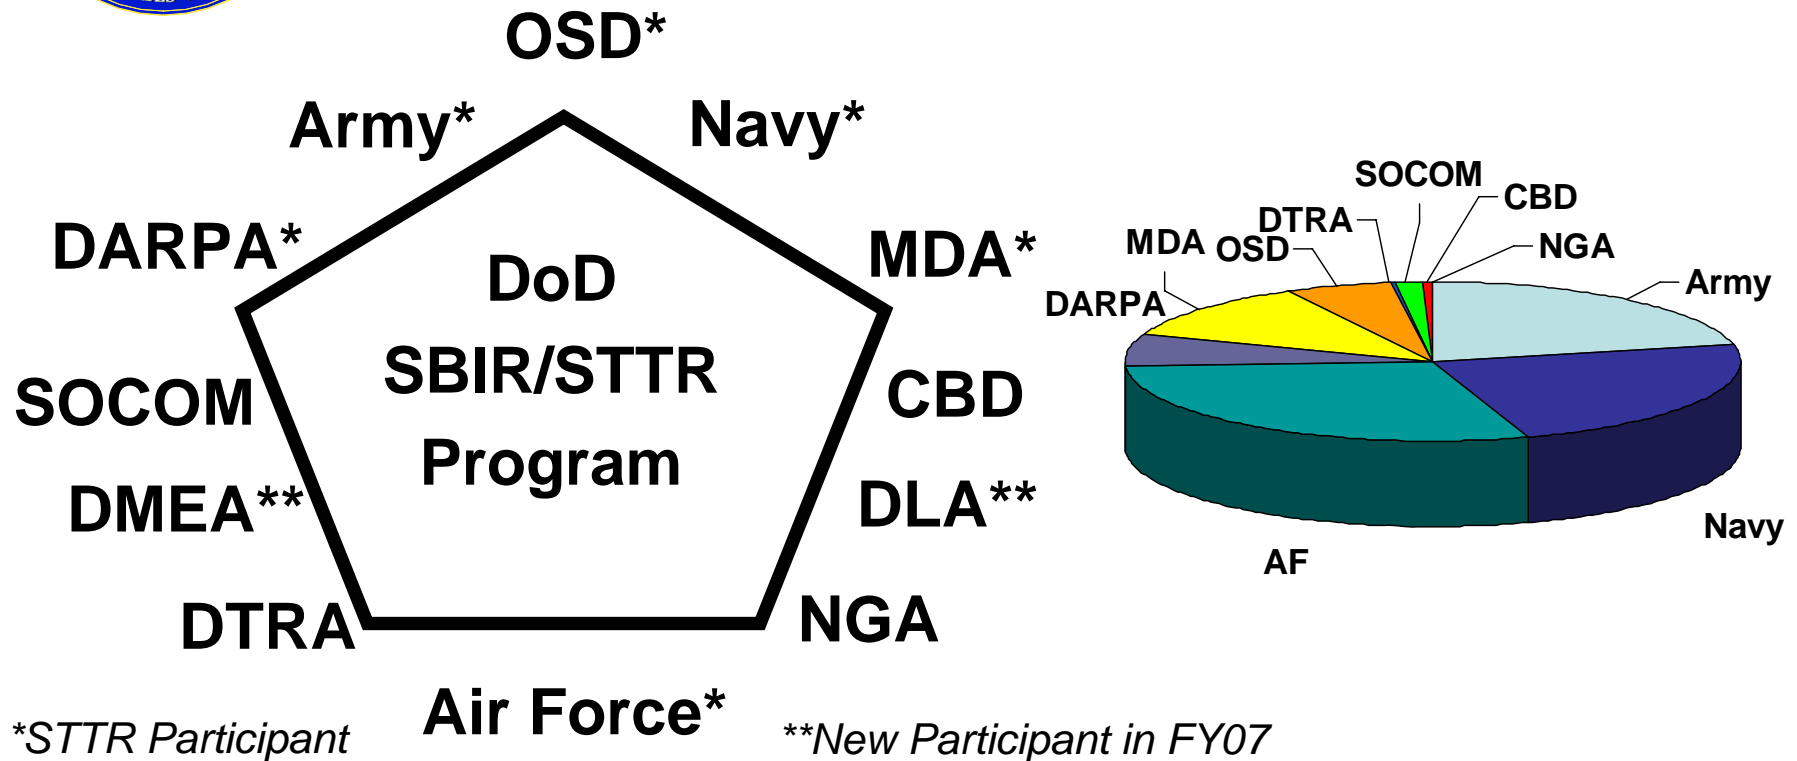 OSD*
Army*
Navy*
DARPA*
MDA*
DoD
SBIR/STTR
Program
SOCOM
CBD
DMEA**
DLA**
DTRA
NGA
Air Force*
*STTR Participant
**New Participant in FY07
SOCOM
CBD
DTRA
MDA
OSD
NGA
DARPA
Army
Navy
AF